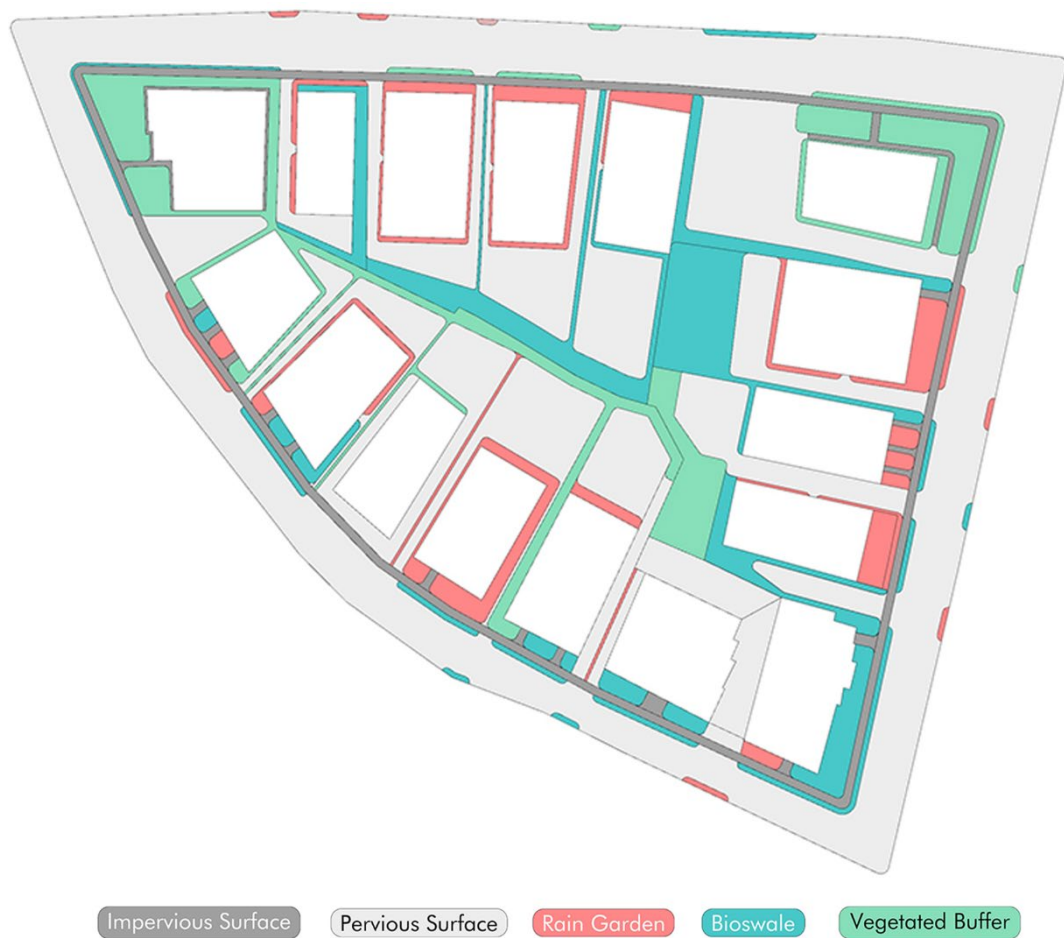 Impervious Surface
Pervious Surface
Rain Garden
Bioswale
Vegetated Buffer